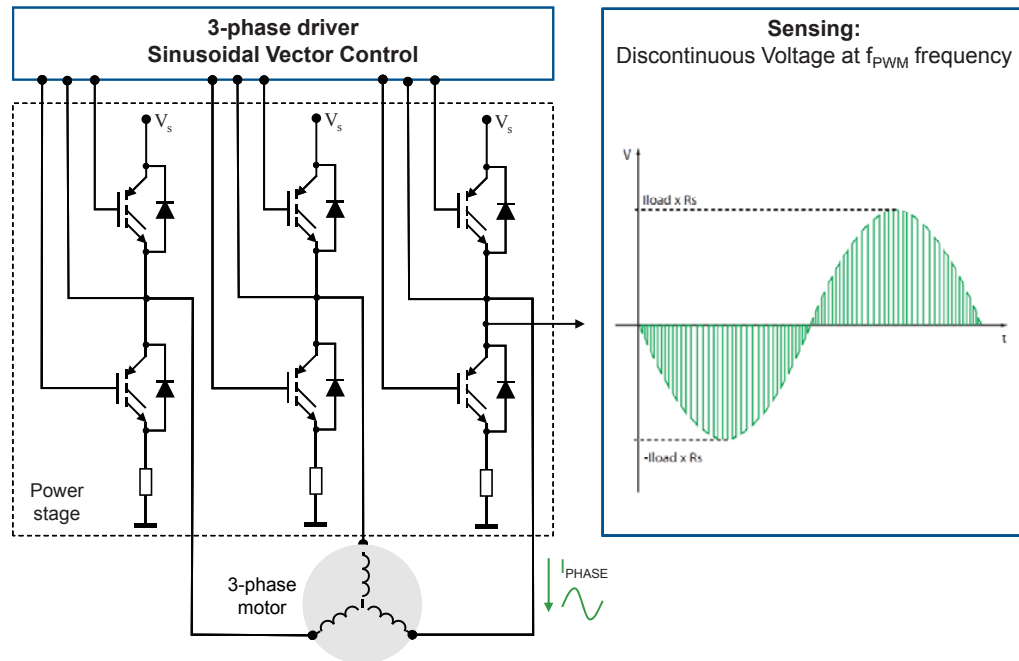 3-phase driver
Sinusoidal Vector Control
Vs
Vs
Vs
Power
stage
3-phase
motor
IPHASE
Sensing:
Discontinuous Voltage at fPWM frequency
V
Iload x Rs
t
-Iload x Rs